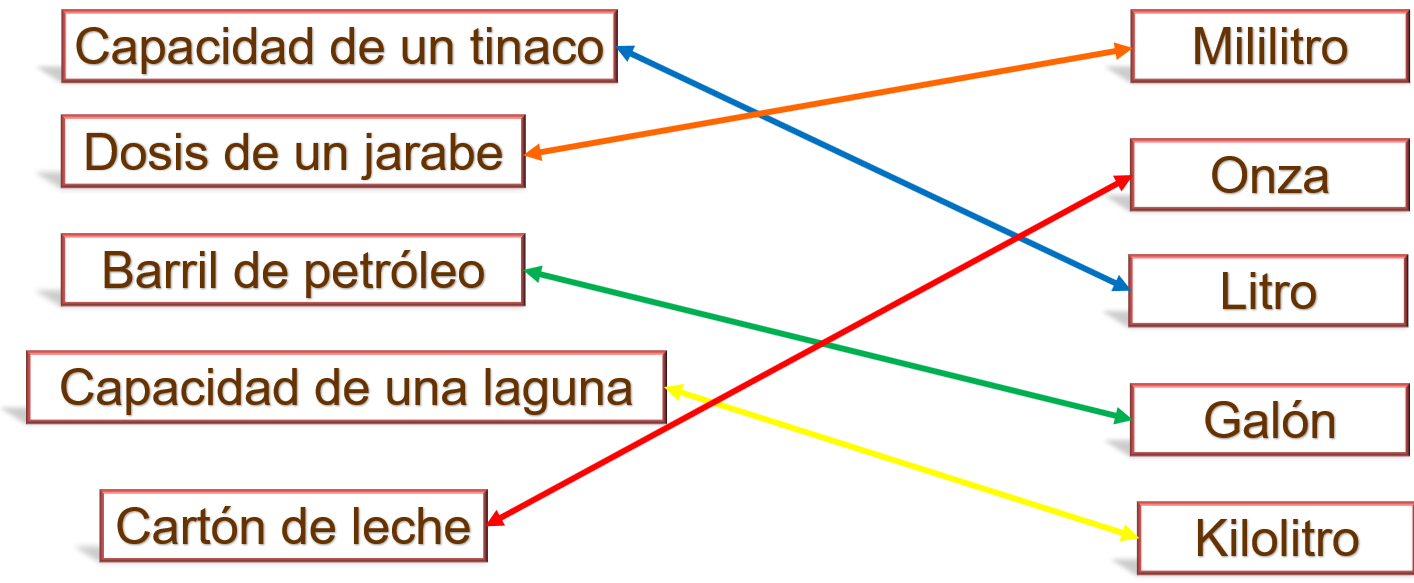 Capacidad de un tinaco
Dosis de un jarabe
Barril de petróleo
Capacidad de una laguna
Cartón de leche
Mililitro
Onza
Litro
Galón
Kilolitro